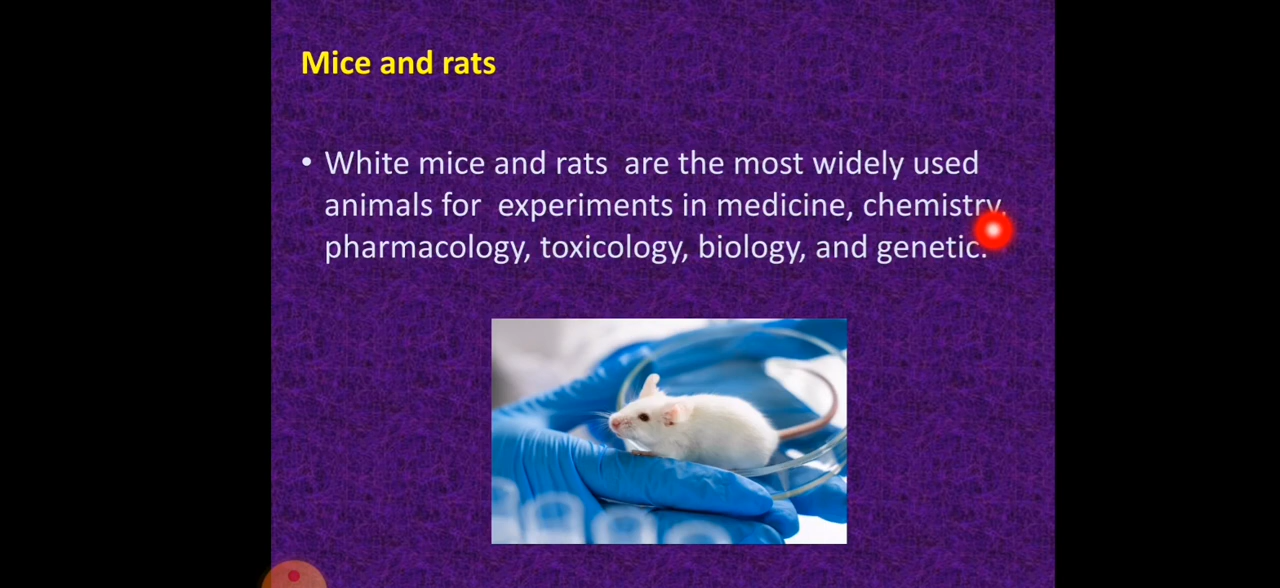 Mice and rats
• White mice and rats  are the most widely used
animals for  experiments in medicine, chemistry,
pharmacology, toxicology, biology, and genetic.